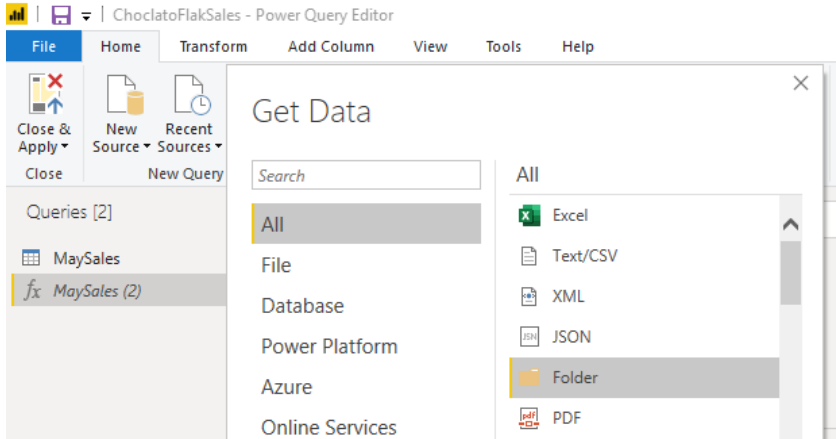 ChoclatoFlakSales - Power Query Editor
File Home Transform Add Column View Tools Help
Close & Apply
New Source
Recent Sources
Close
New Query
Queries [2]
MaySales
fx MaySales (2)
Get Data
Search
All
File
Database
Power Platform
Azure
Online Services
All
Excel
Text/CSV
XML
JSN JSON
Folder
pdf PDF